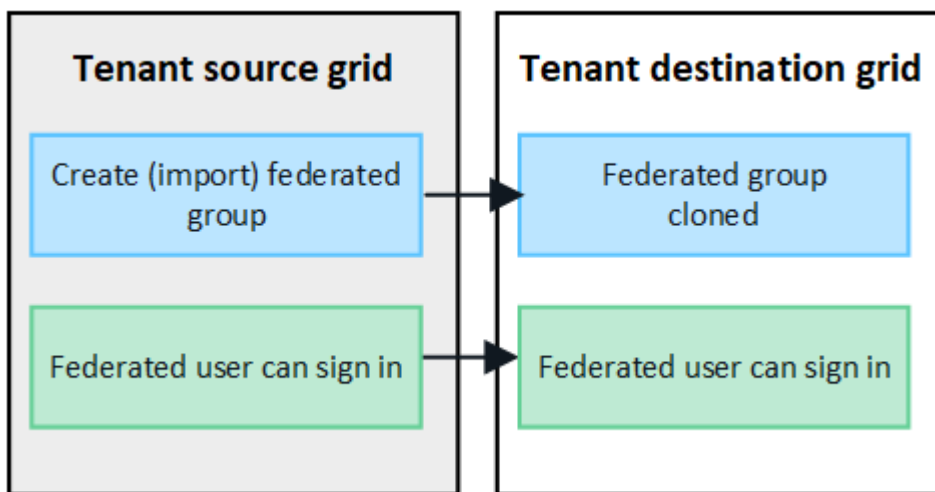 Tenant source grid
Create (import) federated
group
Federated user can sign in
Tenant destination grid
Federated group
cloned
Federated user can sign in